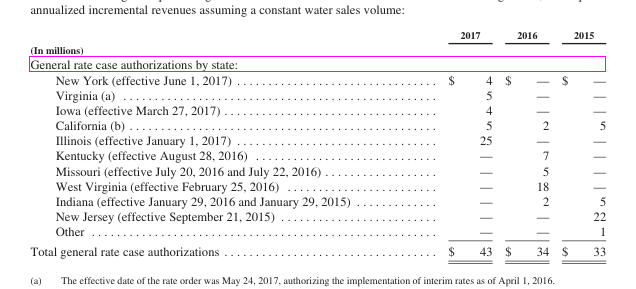 annualized incremental revenues assuming a constant water sales volume:
2017 2016 2015
(In millions)
General rate case authorizations by state:
New York (effective June 1, 2017) . . . . . . . . . . . . . . . . . . . . . . . . . . . . . . . . . $ 4 $ — $ —
Virginia (a) . . . . . . . . . . . . . . . . . . . . . . . . . . . . . . . . . . . . . . . . . . . . . . . . . . 5 — —
Iowa (effective March 27, 2017) . . . . . . . . . . . . . . . . . . . . . . . . . . . . . . . . . . 4 — —
California (b) . . . . . . . . . . . . . . . . . . . . . . . . . . . . . . . . . . . . . . . . . . . . . . . . . 5 2 5
Illinois (effective January 1, 2017) . . . . . . . . . . . . . . . . . . . . . . . . . . . . . . . . 25 — —
Kentucky (effective August 28, 2016) . . . . . . . . . . . . . . . . . . . . . . . . . . . . . — 7 —
Missouri (effective July 20, 2016 and July 22, 2016) . . . . . . . . . . . . . . . . . . — 5 —
West Virginia (effective February 25, 2016) . . . . . . . . . . . . . . . . . . . . . . . . — 18 —
Indiana (effective January 29, 2016 and January 29, 2015) . . . . . . . . . . . . . — 2 5
New Jersey (effective September 21, 2015) . . . . . . . . . . . . . . . . . . . . . . . . . — — 22
Other . . . . . . . . . . . . . . . . . . . . . . . . . . . . . . . . . . . . . . . . . . . . . . . . . . . . . . . — — 1
Total general rate case authorizations . . . . . . . . . . . . . . . . . . . . . . . . . . . . . . . . . . $ 43 $ 34 $ 33
(a) The effective date of the rate order was May 24, 2017, authorizing the implementation of interim rates as of April 1, 2016.